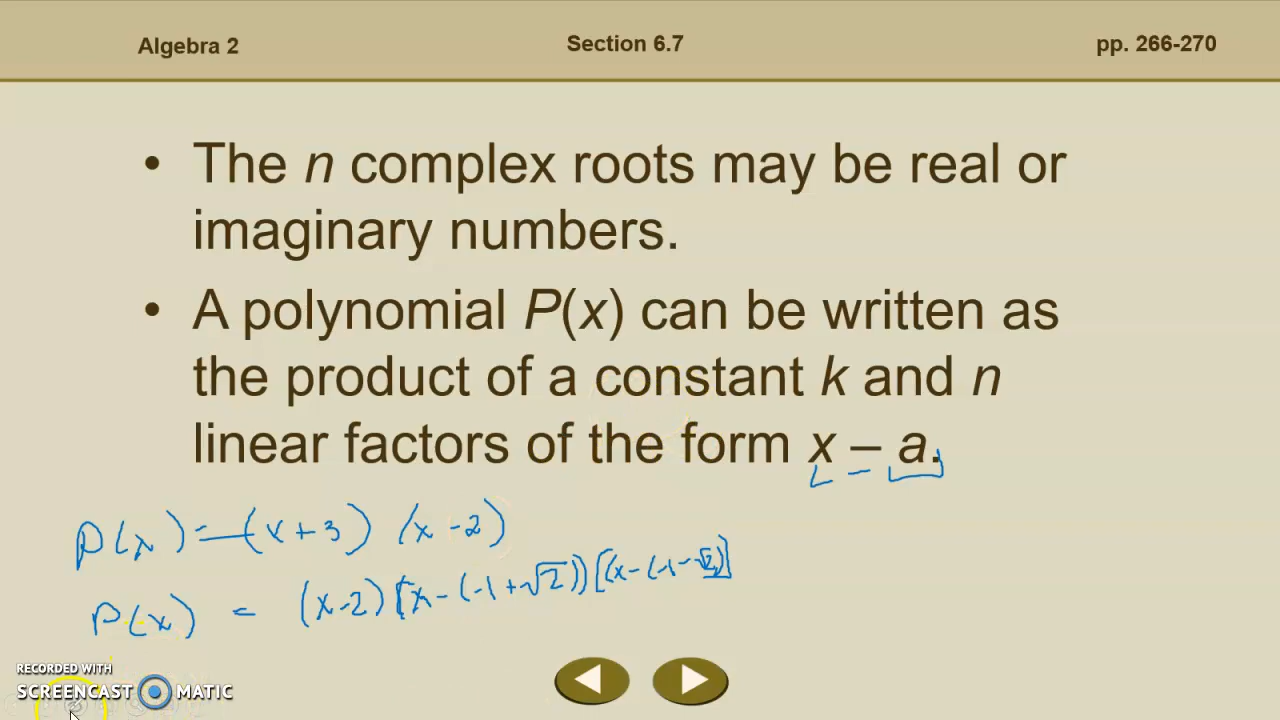 Algebra 2 Section 6.7 pp. 266-270
• The n complex roots may be real or
imaginary numbers.
• A polynomial P(x) can be written as
the product of a constant k and n
linear factors of the form x – a.
P(x) = (x+3) (x-2)
P(x) = (x-2)[x-(-1+√2))[(x-(-1-√2)]
RECORDED WITH
SCREENCAST MATIC